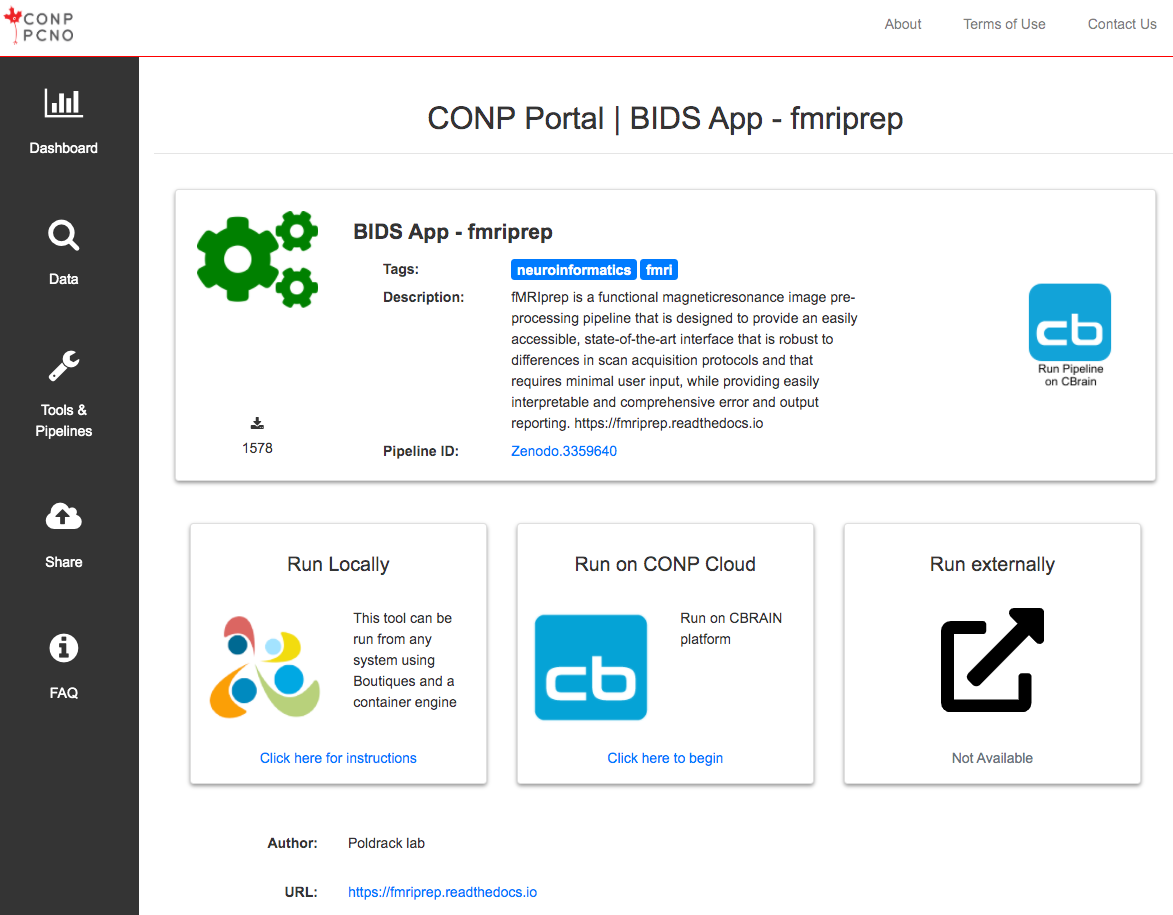 CONP
PCNO
About
Terms of Use
Contact Us
Dashboard
Data
Tools &
Pipelines
Share
FAQ
CONP Portal | BIDS App - fmriprep
BIDS App - fmriprep
Tags:
neuroinformatics
fmri
Description:
fMRIprep is a functional magneticresonance image pre-
processing pipeline that is designed to provide an easily
accessible, state-of-the-art interface that is robust to
differences in scan acquisition protocols and that
requires minimal user input, while providing easily
interpretable and comprehensive error and output
reporting. https://fmriprep.readthedocs.io
Pipeline ID:
Zenodo.3359640
1578
cb
Run Pipeline
on CBrain
Run Locally
This tool can be
run from any
system using
Boutiques and a
container engine
Click here for instructions
Run on CONP Cloud
cb
Run on CBRAIN
platform
Click here to begin
Run externally
Not Available
Author:
Poldrack lab
URL:
https://fmriprep.readthedocs.io